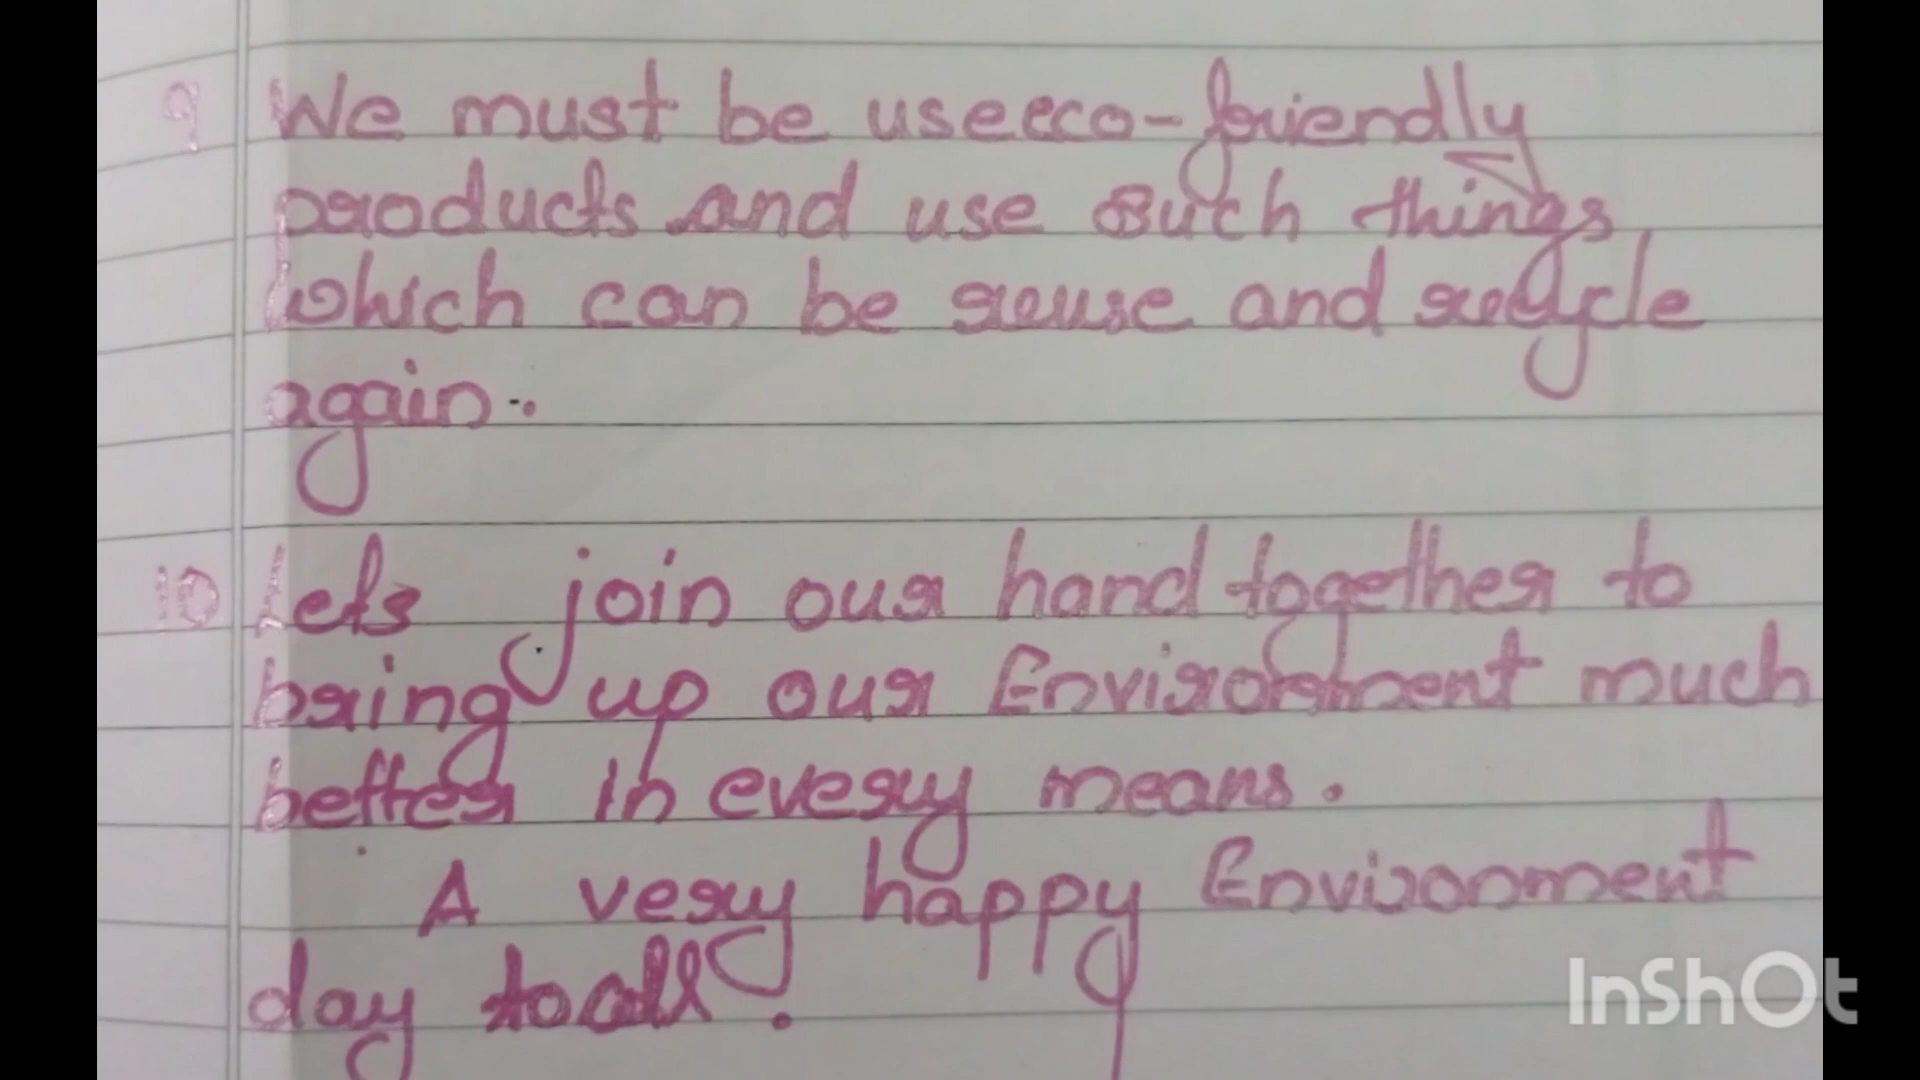 9 We must be use eco-friendly
products and use such things
which can be reuse and recycle
again.
10 Lets join our hand together to
bring up our Environment much
better in every means.
A very happy Environment
day to all.
InShOt